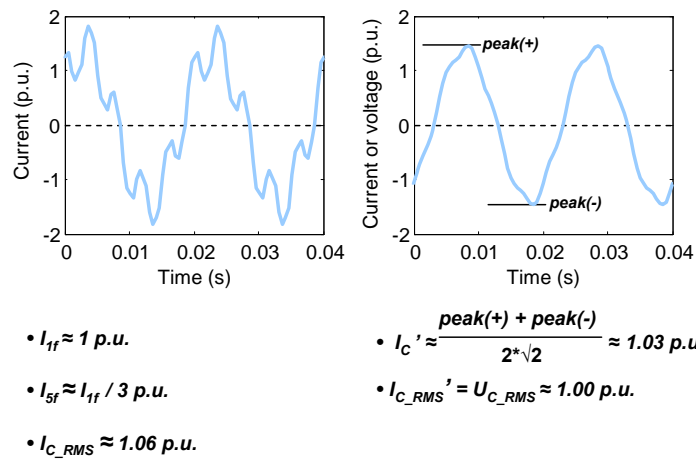 2
1
0
-1
-2
Current (p.u.)
0 0.01 0.02 0.03 0.04
Time (s)
2
1
0
-1
-2
Current or voltage (p.u.)
peak(+)
peak(-)
0 0.01 0.02 0.03 0.04
Time (s)
• I1f ≈ 1 p.u.
• I5f ≈ I1f / 3 p.u.
• IC_RMS ≈ 1.06 p.u.
peak(+) + peak(-)
• IC’ ≈ ≈ 1.03 p.u
2*√2
• IC_RMS’ = UC_RMS ≈ 1.00 p.u.